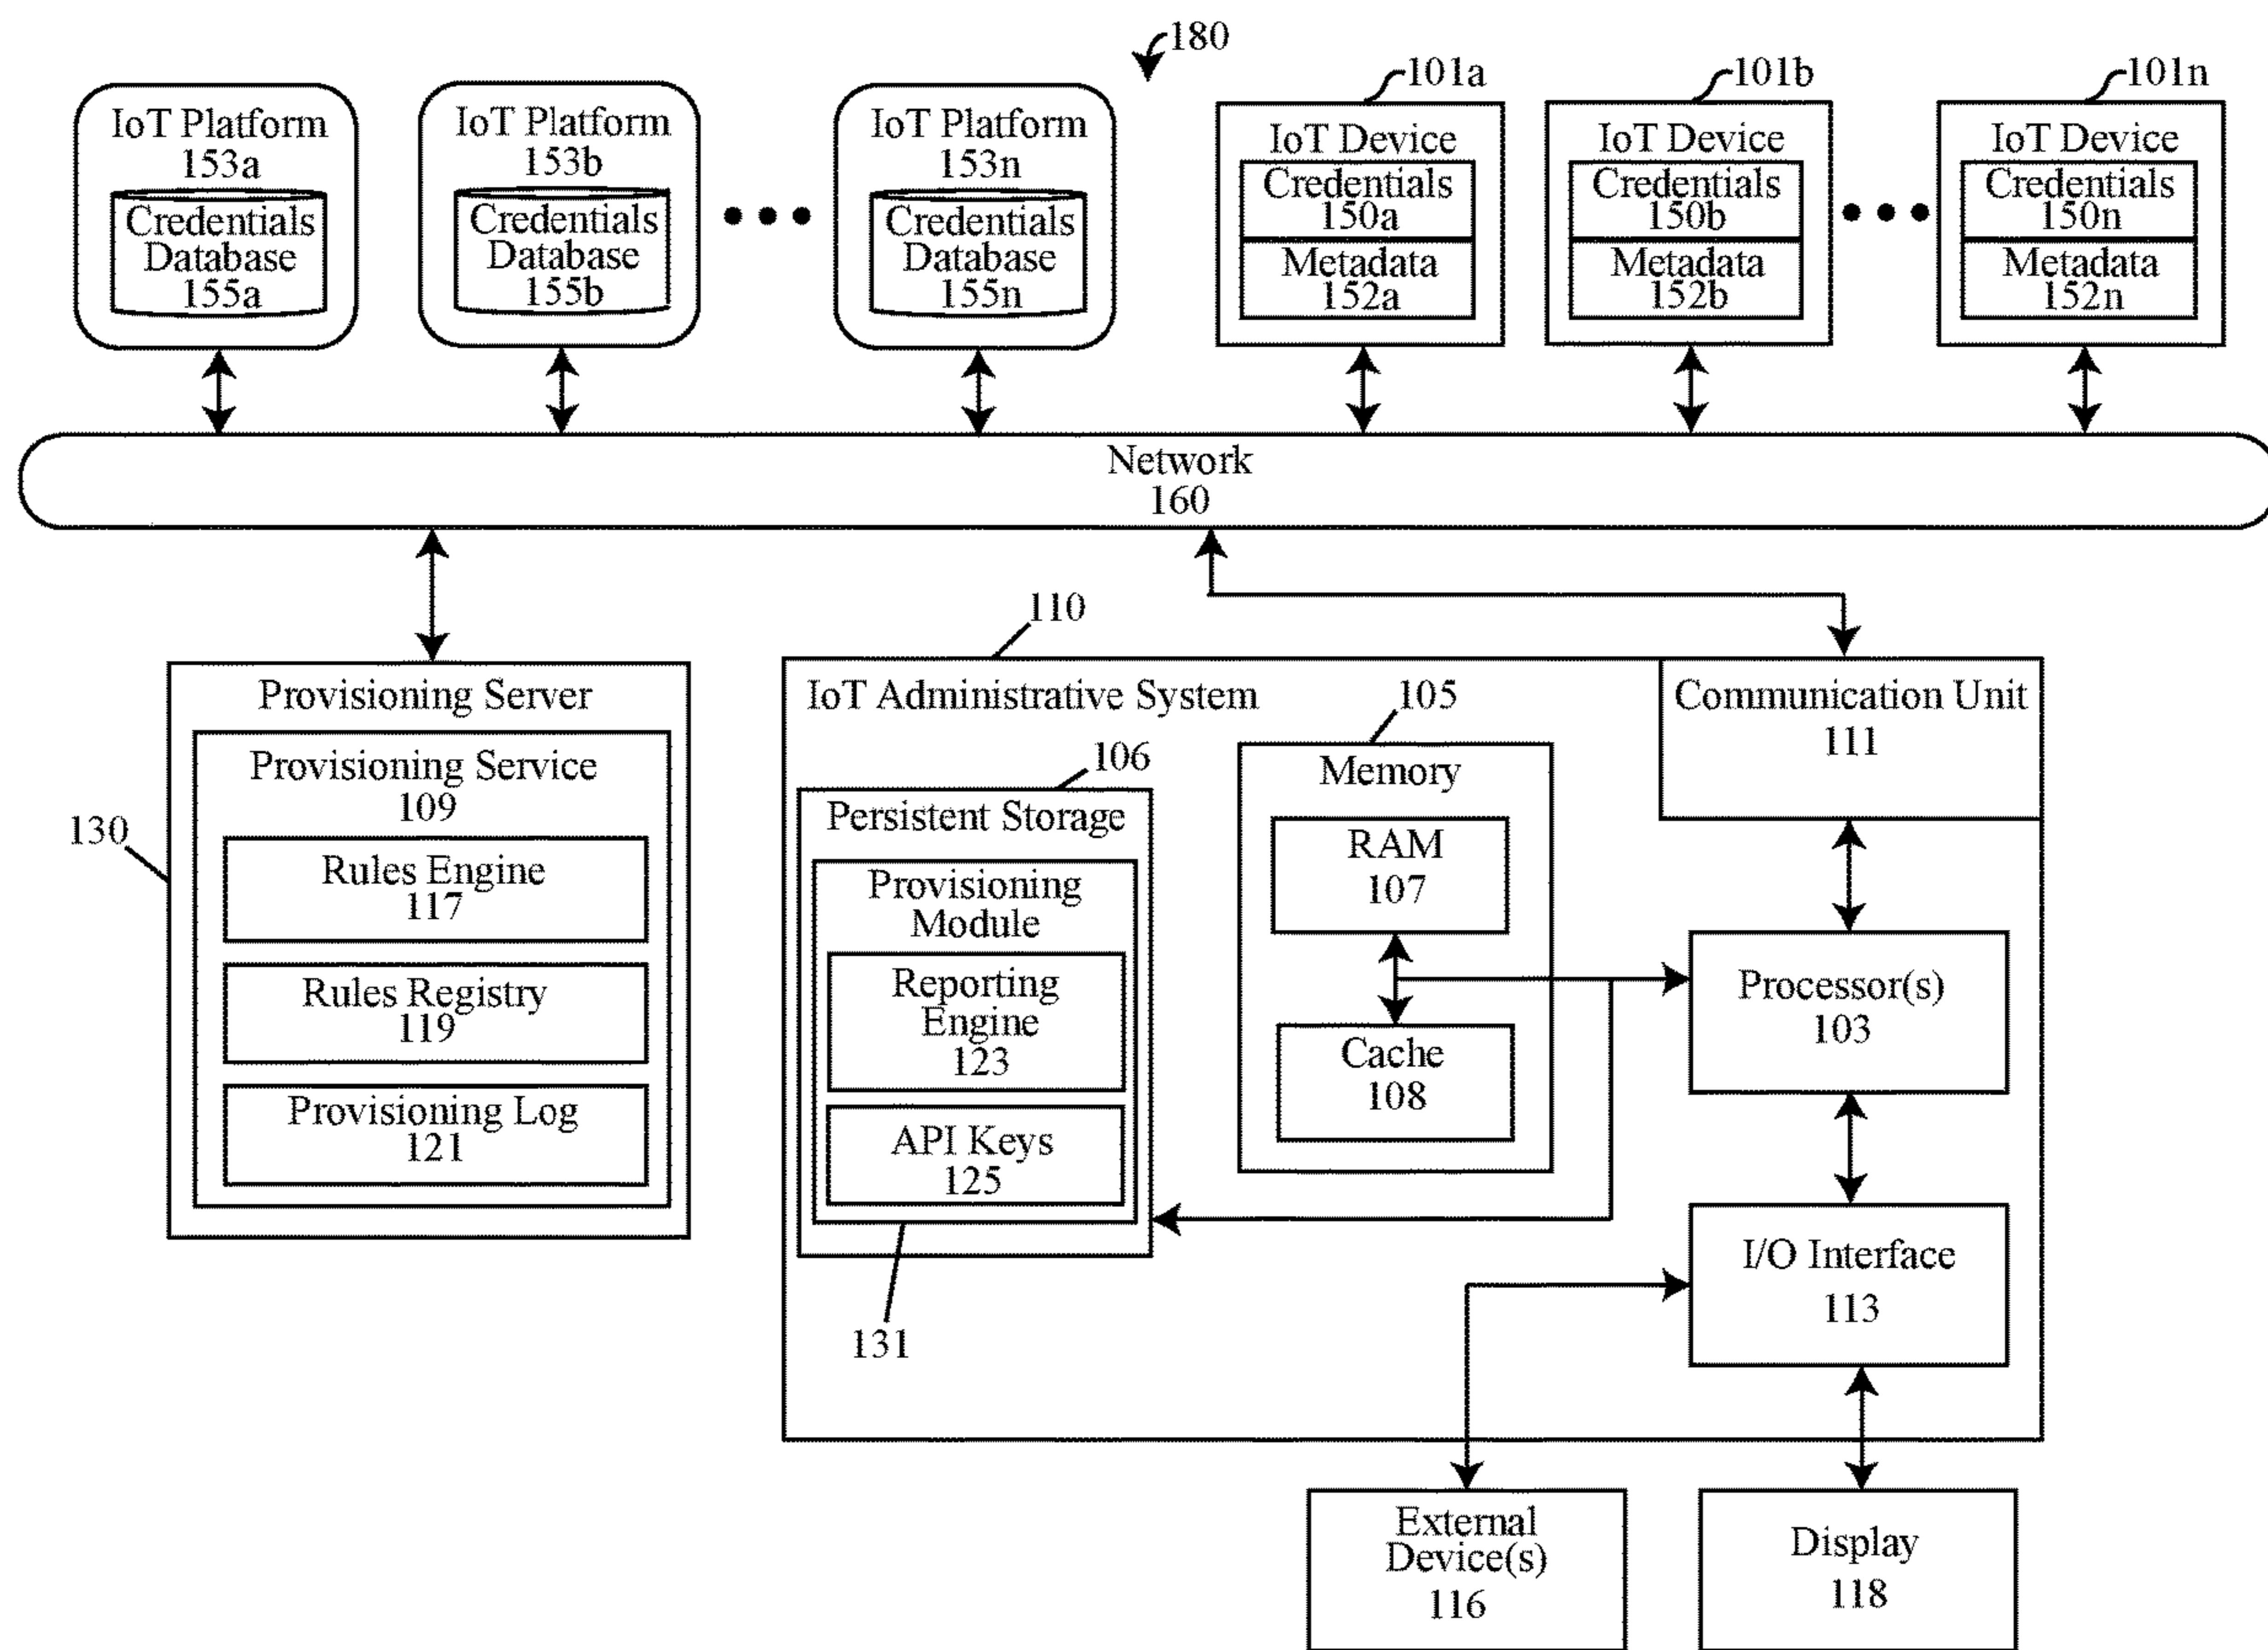 180
101a
101b
101n
IoT Platform
153a
Credentials
Database
155a
IoT Platform
153b
Credentials
Database
155b
IoT Platform
153n
Credentials
Database
155n
IoT Device
Credentials
150a
Metadata
152a
IoT Device
Credentials
150b
Metadata
152b
IoT Device
Credentials
150n
Metadata
152n
Network
160
130
Provisioning Server
Provisioning Service
109
Rules Engine
117
Rules Registry
119
Provisioning Log
121
110
IoT Administrative System
106
Persistent Storage
Provisioning
Module
Reporting
Engine
123
API Keys
125
131
105
Memory
RAM
107
Cache
108
Communication Unit
111
Processor(s)
103
I/O Interface
113
External
Device(s)
116
Display
118